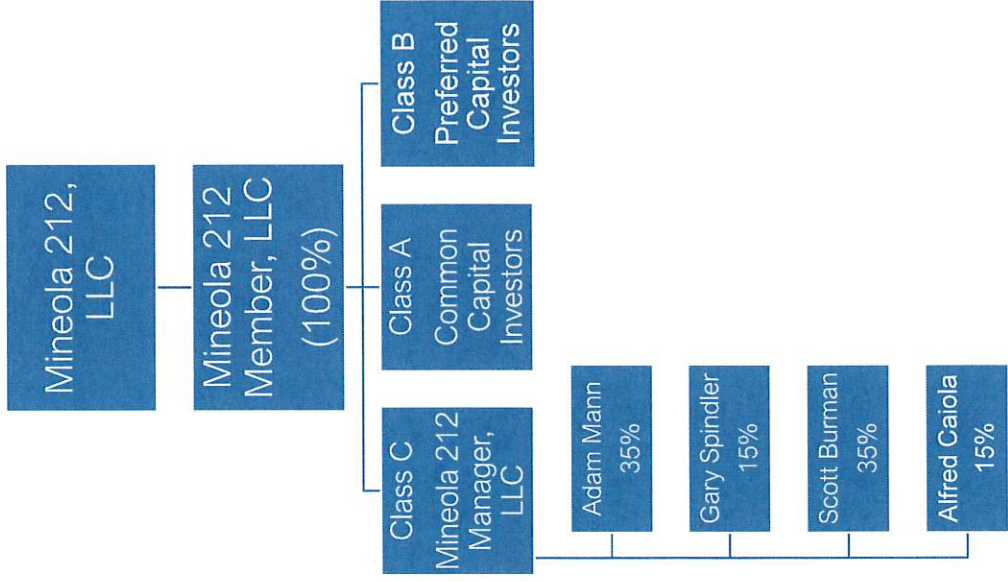 Mineola 212,
LLC
Mineola 212
Member, LLC
(100%)
Class C
Mineola 212
Manager,
LLC
Class A
Common
Capital
Investors
Class B
Preferred
Capital
Investors
Adam Mann
35%
Gary Spindler
15%
Scott Burman
35%
Alfred Caiola
15%